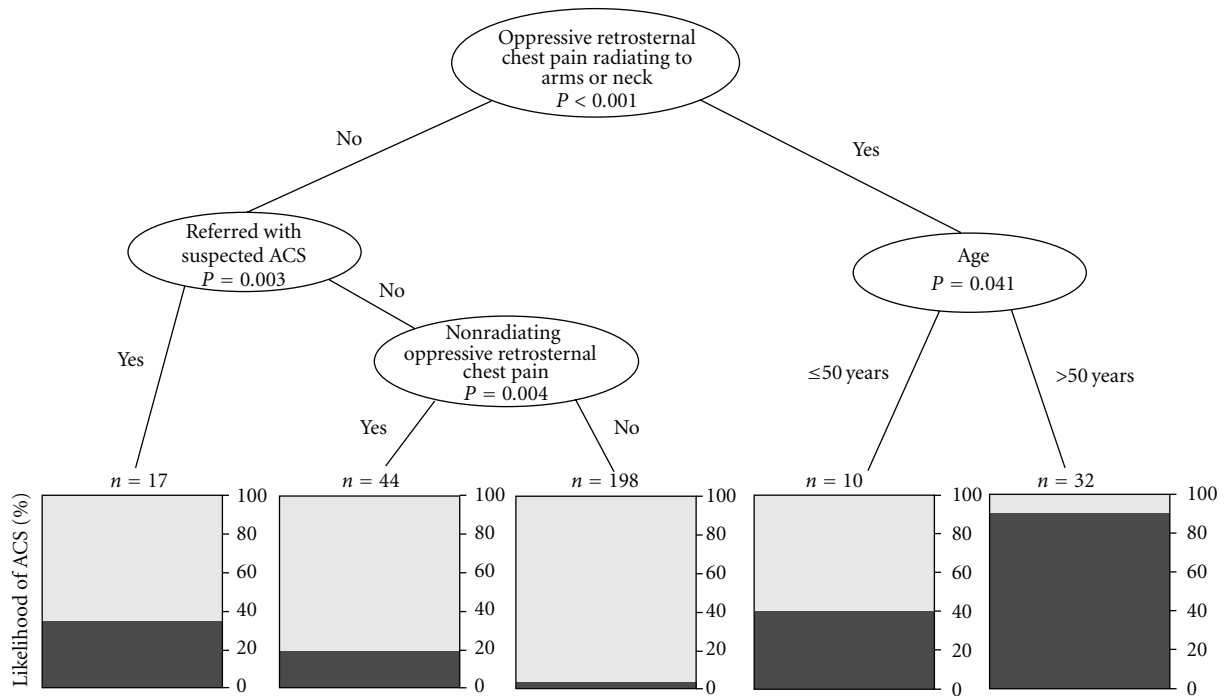 Oppressive retrosternal
chest pain radiating to
arms or neck
P < 0.001
No
Yes
Referred with
suspected ACS
P = 0.003
Age
P = 0.041
No
Yes
Nonradiating
oppressive retrosternal
chest pain
P = 0.004
≤50 years
>50 years
Yes
No
n = 17
n = 44
n = 198
n = 10
n = 32
Likelihood of ACS (%)
100
80
60
40
20
0
100
80
60
40
20
0
100
80
60
40
20
0
100
80
60
40
20
0
100
80
60
40
20
0